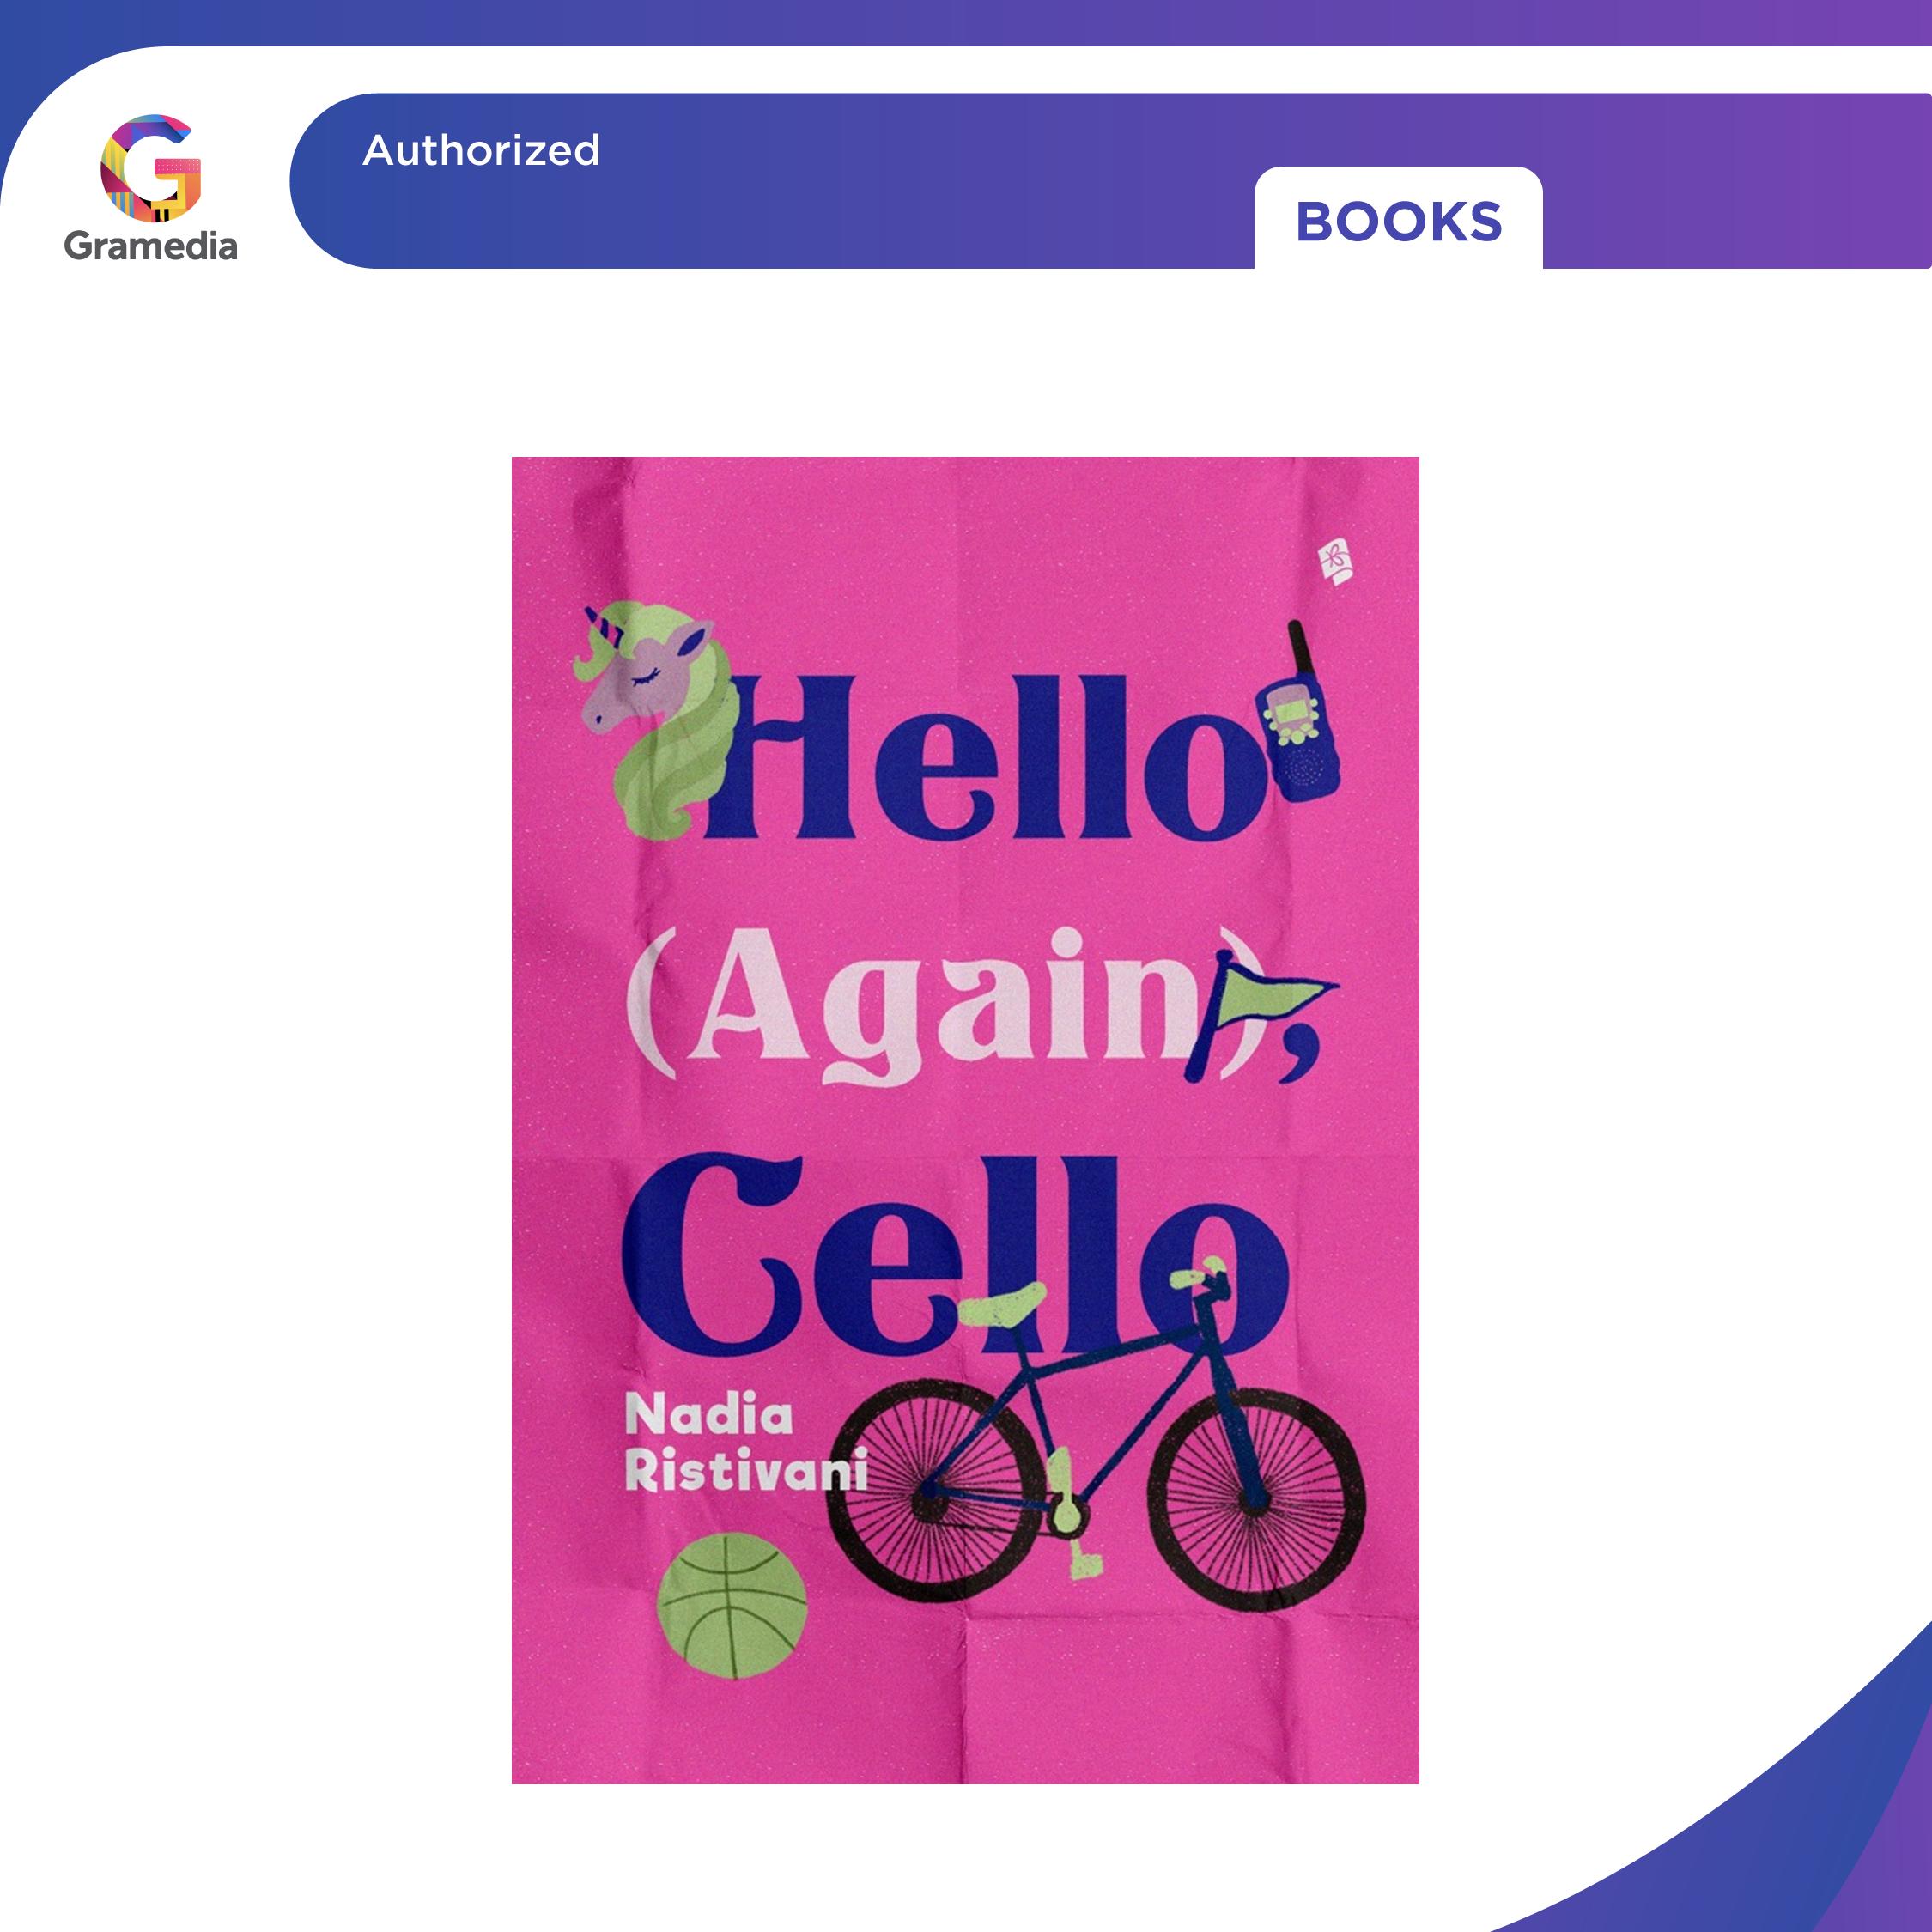 Authorized
Gramedia
BOOKS
Hello
(Again),
Cello
Nadia
Ristivani